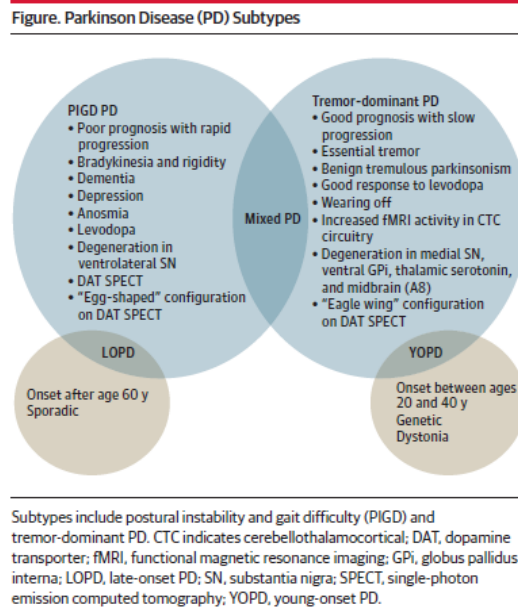 Figure. Parkinson Disease (PD) Subtypes
PIGD PD
• Poor prognosis with rapid
progression
• Bradykinesia and rigidity
• Dementia
• Depression
• Anosmia
• Levodopa
• Degeneration in
ventrolateral SN
• DAT SPECT
• “Egg-shaped” configuration
on DAT SPECT
Mixed PD
Tremor-dominant PD
• Good prognosis with slow
progression
• Essential tremor
• Benign tremulous parkinsonism
• Good response to levodopa
• Wearing off
• Increased fMRI activity in CTC
circuitry
• Degeneration in medial SN,
ventral GPi, thalamic serotonin,
and midbrain (A8)
• “Eagle wing” configuration
on DAT SPECT
LOPD
Onset after age 60 y
Sporadic
YOPD
Onset between ages
20 and 40 y
Genetic
Dystonia
Subtypes include postural instability and gait difficulty (PIGD) and
tremor-dominant PD. CTC indicates cerebellothalamocortical; DAT, dopamine
transporter; fMRI, functional magnetic resonance imaging; GPi, globus pallidus
interna; LOPD, late-onset PD; SN, substantia nigra; SPECT, single-photon
emission computed tomography; YOPD, young-onset PD.